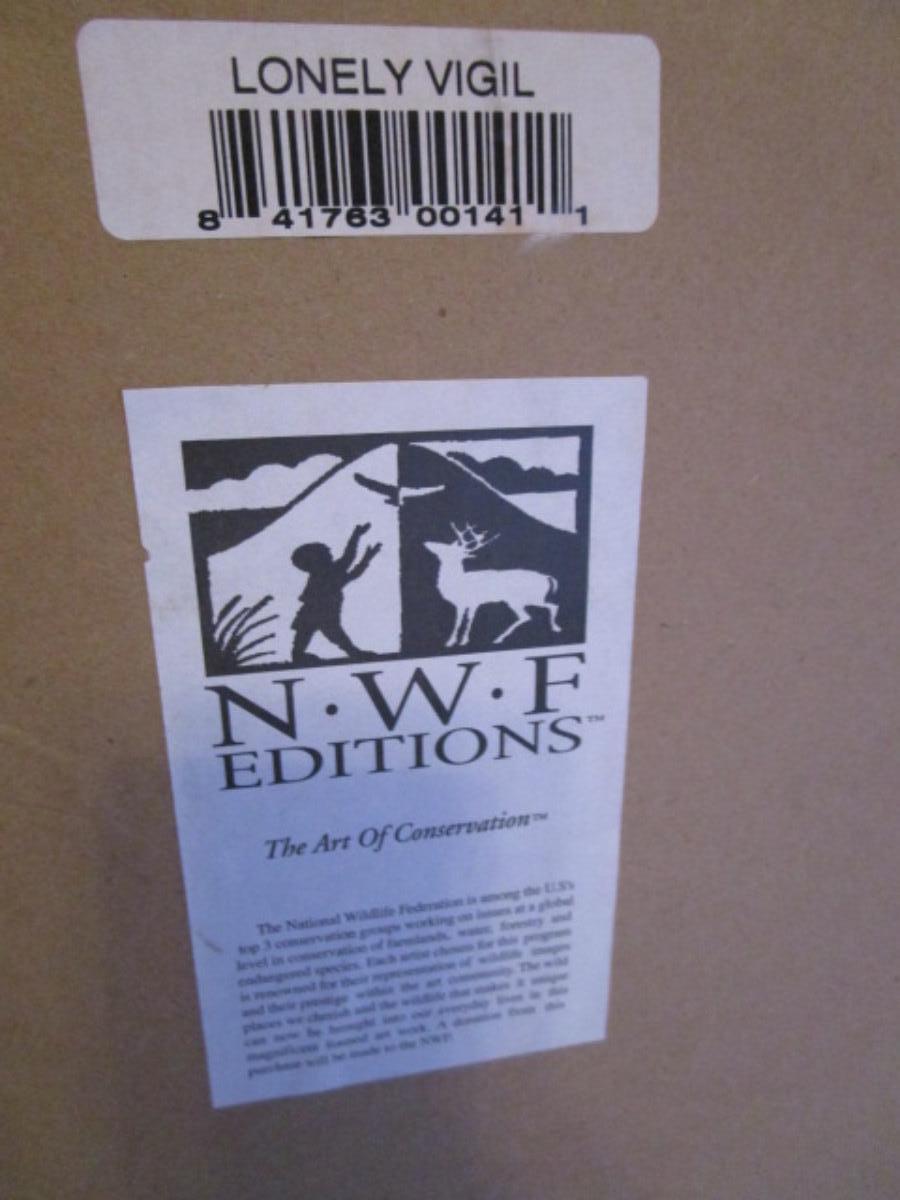 LONELY VIGIL
8 41763 00141 1
N·W·F
EDITIONS™
The Art Of Conservation™
The National Wildlife Federation is among the U.S's
top 3 conservation groups working on issues at a global
level in conservation of farmlands, water, forestry and
endangered species. Each artist chosen for this program
is renowned for their representation of wildlife images
and their prestige within the art community. The wild
places we cherish and the wildlife that makes it unique
can now be brought into our everyday lives in this
magnificent framed art work. A donation from this
purchase will be made to the NWF.